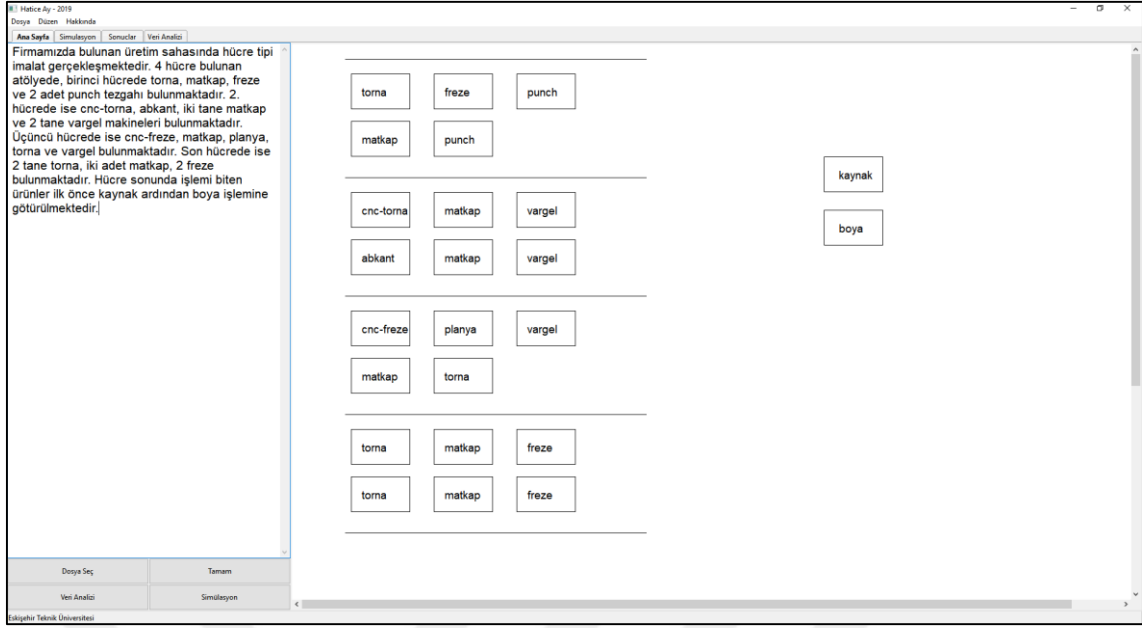 Hatice Ay - 2019
Dosya Düzen Hakkında
Ana Sayfa Simulasyon Sonuclar Veri Analizi
Firmamızda bulunan üretim sahasında hücre tipi
imalat gerçekleşmektedir. 4 hücre bulunan
atölyede, birinci hücrede torna, matkap, freze
ve 2 adet punch tezgahı bulunmaktadır. 2.
hücrede ise cnc-torna, abkant, iki tane matkap
ve 2 tane vargel makineleri bulunmaktadır.
Üçüncü hücrede ise cnc-freze, matkap, planya,
torna ve vargel bulunmaktadır. Son hücrede ise
2 tane torna, iki adet matkap, 2 freze
bulunmaktadır. Hücre sonunda işlemi biten
ürünler ilk önce kaynak ardından boya işlemine
götürülmektedir.
torna freze punch
matkap punch
cnc-torna matkap vargel
abkant matkap vargel
cnc-freze planya vargel
matkap torna
torna matkap freze
torna matkap freze
kaynak
boya
Dosya Seç Tamam
Veri Analizi Simülasyon
Eskişehir Teknik Üniversitesi